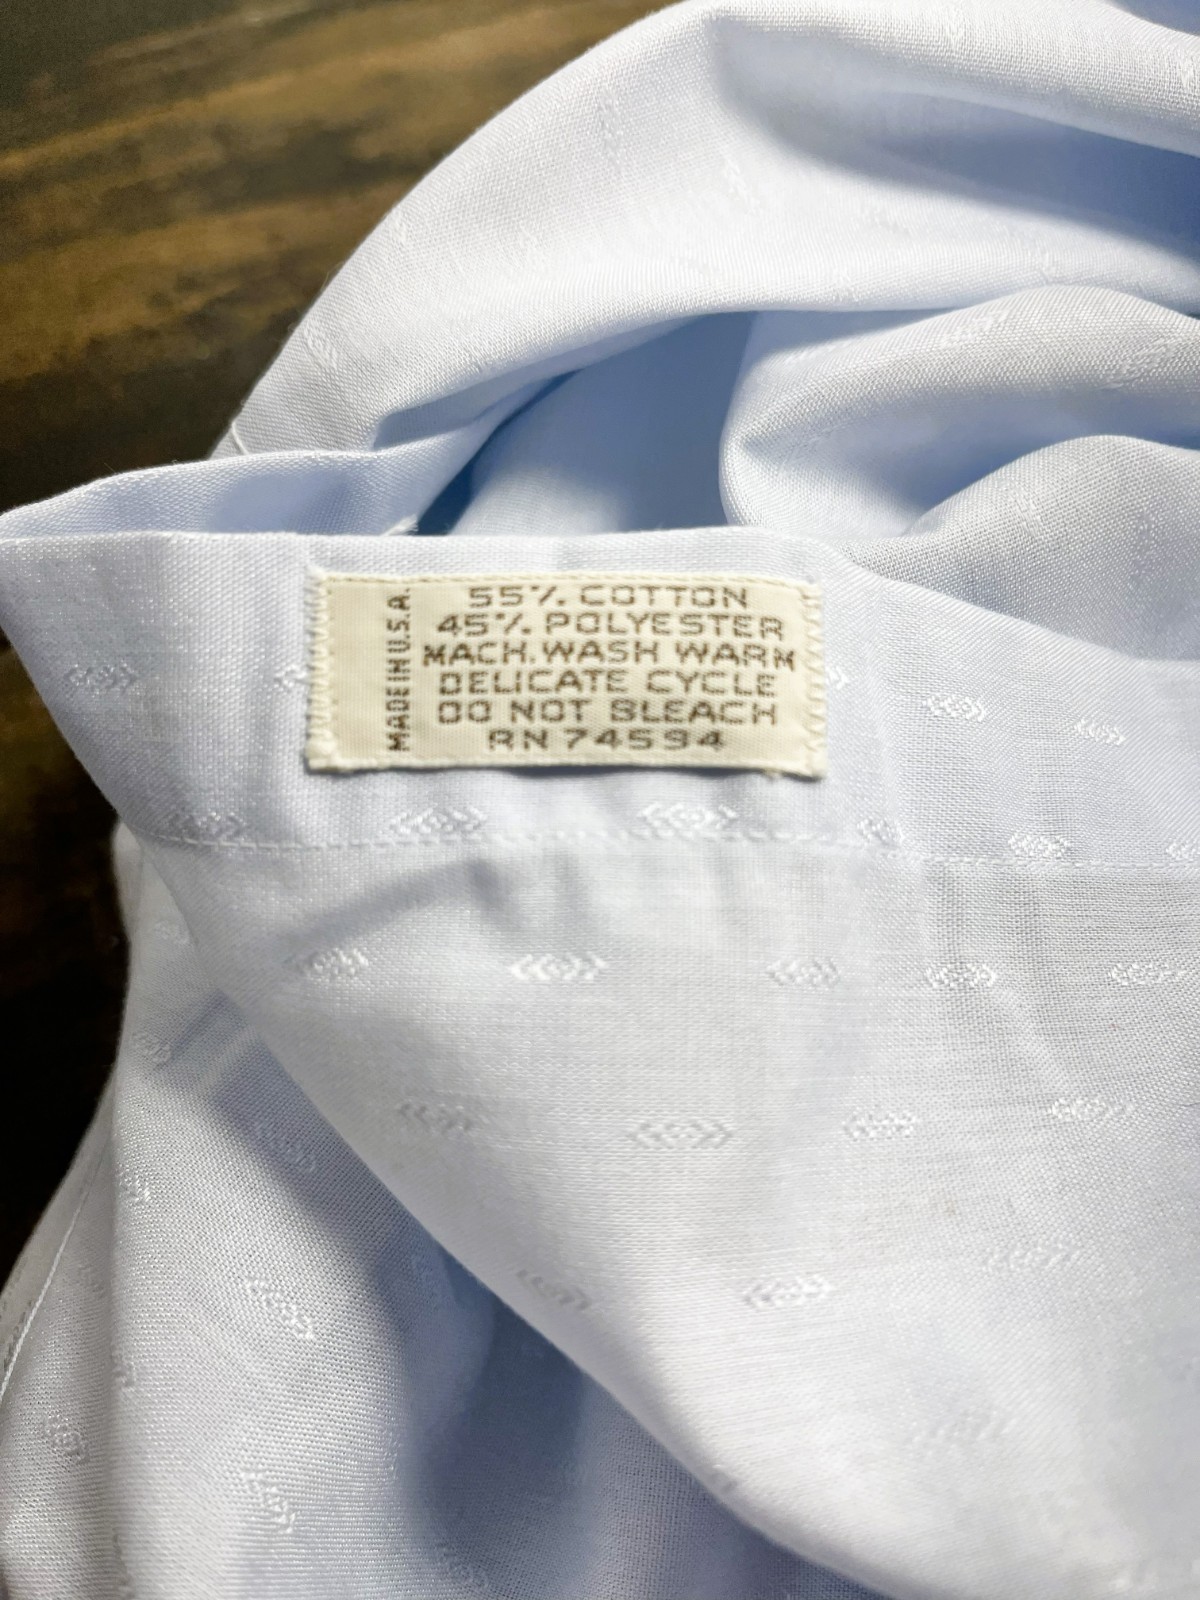 MADE IN U.S.A.
55% COTTON
45% POLYESTER
MACH. WASH WARM
DELICATE CYCLE
DO NOT BLEACH
RN 74594